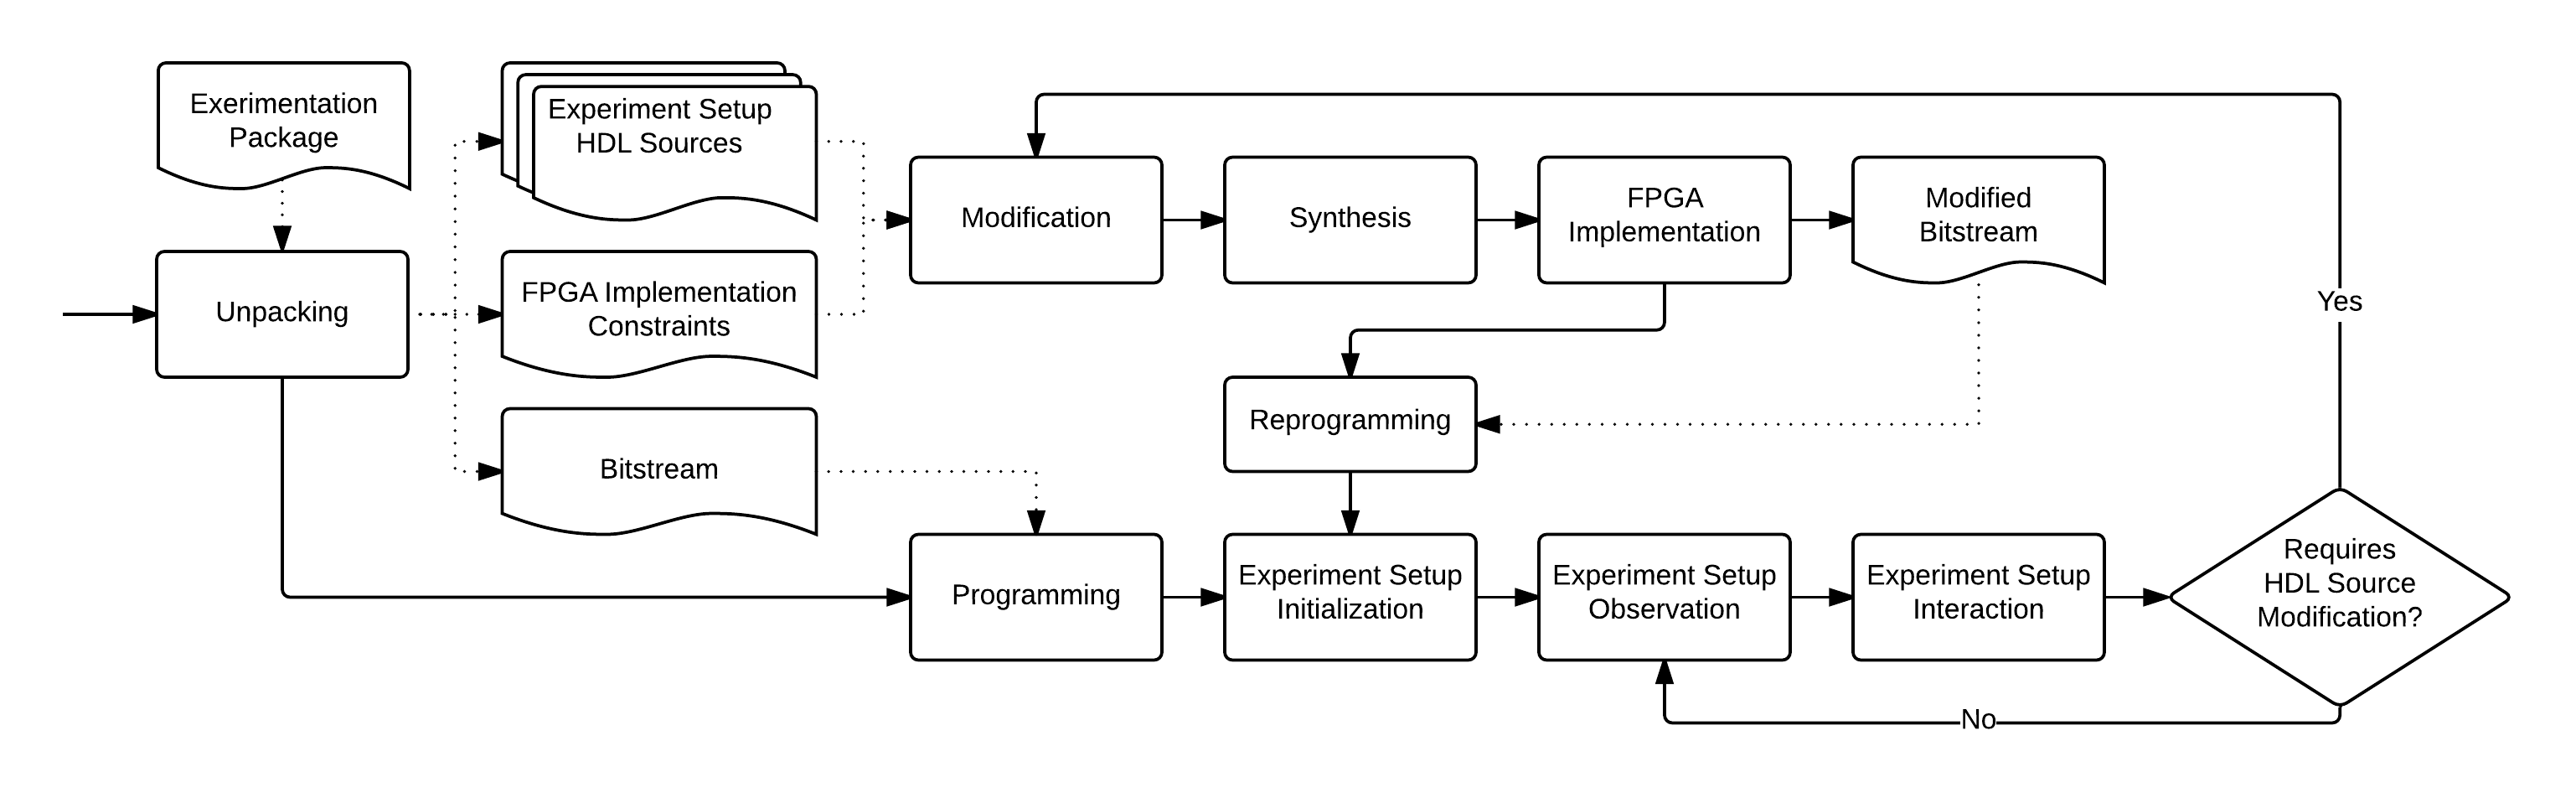 Exerimentation
Package
Experiment Setup
HDL Sources
Unpacking
FPGA Implementation
Constraints
Bitstream
Modification
Synthesis
FPGA
Implementation
Modified
Bitstream
Yes
Reprogramming
Programming
Experiment Setup
Initialization
Experiment Setup
Observation
Experiment Setup
Interaction
Requires
HDL Source
Modification?
No